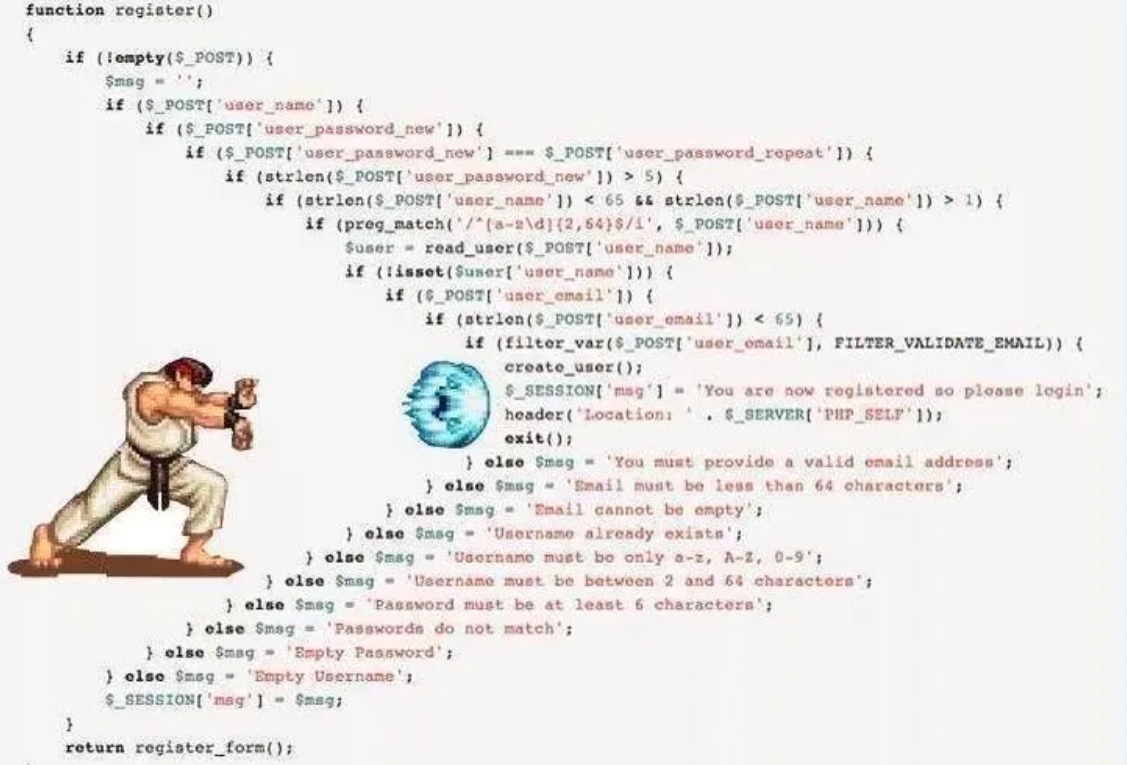 function register()
{
if (!empty($_POST)) {
$msg = '';
if ($_POST['user_name']) {
if ($_POST['user_password_new']) {
if ($_POST['user_password_new'] === $_POST['user_password_repeat']) {
if (strlen($_POST['user_password_new']) > 5) {
if (strlen($_POST['user_name']) < 65 && strlen($_POST['user_name']) > 1) {
if (preg_match('/^[a-z\d]{2,64}$/i', $_POST['user_name'])) {
$user = read_user($_POST['user_name']);
if (!isset($user['user_name'])) {
if ($_POST['user_email']) {
if (strlen($_POST['user_email']) < 65) {
if (filter_var($_POST['user_email'], FILTER_VALIDATE_EMAIL)) {
create_user();
$_SESSION['msg'] = 'You are now registered so please login';
header('Location: ' . $_SERVER['PHP_SELF']);
exit();
} else $msg = 'You must provide a valid email address';
} else $msg = 'Email must be less than 64 characters';
} else $msg = 'Email cannot be empty';
} else $msg = 'Username already exists';
} else $msg = 'Username must be only a-z, A-Z, 0-9';
} else $msg = 'Username must be between 2 and 64 characters';
} else $msg = 'Password must be at least 6 characters';
} else $msg = 'Passwords do not match';
} else $msg = 'Empty Password';
} else $msg = 'Empty Username';
$_SESSION['msg'] = $msg;
}
return register_form();